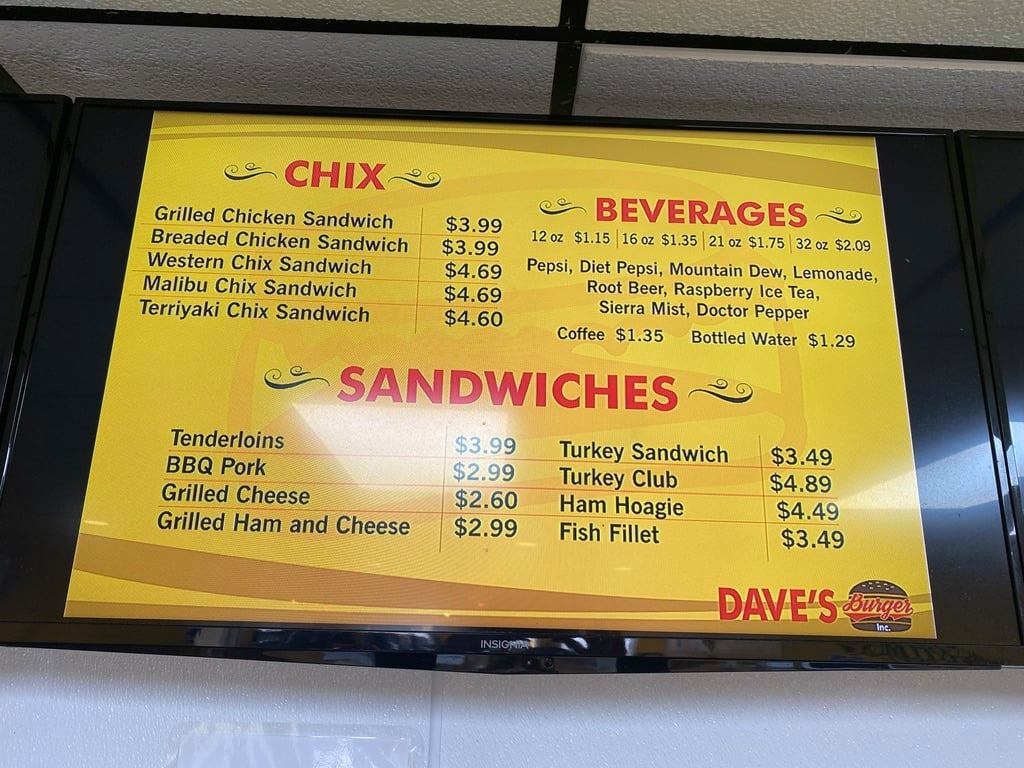 CHIX
Grilled Chicken Sandwich $3.99
Breaded Chicken Sandwich $3.99
Western Chix Sandwich $4.69
Malibu Chix Sandwich $4.69
Terriyaki Chix Sandwich $4.60
BEVERAGES
12 oz $1.15 16 oz $1.35 21 oz $1.75 32 oz $2.09
Pepsi, Diet Pepsi, Mountain Dew, Lemonade,
Root Beer, Raspberry Ice Tea,
Sierra Mist, Doctor Pepper
Coffee $1.35 Bottled Water $1.29
SANDWICHES
Tenderloins $3.99
BBQ Pork $2.99
Grilled Cheese $2.60
Grilled Ham and Cheese $2.99
Turkey Sandwich $3.49
Turkey Club $4.89
Ham Hoagie $4.49
Fish Fillet $3.49
DAVE'S Burger
Inc.
INSIGNIA